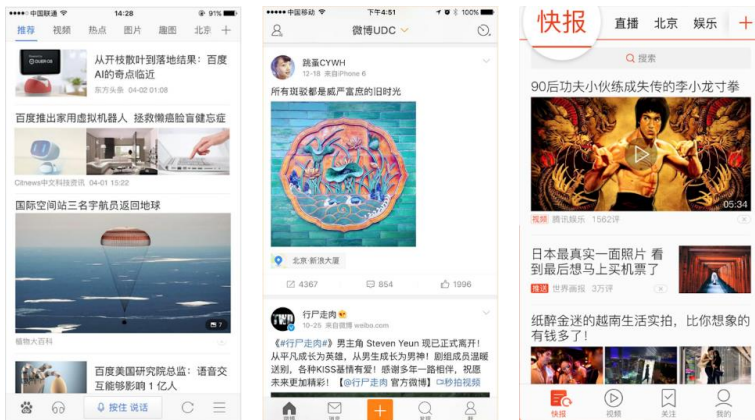 中国联通
14:28
91%
推荐 视频 热点 图片 趣图 北京
从开枝散叶到落地结果：百度
AI的奇点临近
东方头条 04-02 01:08
百度推出家用虚拟机器人 拯救懒癌脸盲健忘症
Citnews中文科技资讯 04-01 15:22
国际空间站三名宇航员返回地球
7
植物大百科
百度美国研究院总监：语音交
互能够影响 1 亿人
按住 说话
中国移动
下午4:51
100%
微博UDC
跳蚤CYWH
12-18 来自iPhone 6
所有斑驳都是威严富庶的旧时光
北京·新浪大厦
4367 854 1996
行尸走肉
10-25 来自微博 weibo.com
《#行尸走肉#》男主角 Steven Yeun 现已正式离开！
从平凡成长为英雄，从男生成长为男神！剧组成员温暖
送别，各种KISS基情有爱！感谢多年一路相伴，祝愿
未来更加精彩！【@行尸走肉 官方微博】秒拍视频
快报 直播 北京 娱乐
搜索
90后功夫小伙练成失传的李小龙寸拳
05:34
视频 腾讯娱乐 1562评
日本最真实一面照片 看
到最后想马上买机票了
推送 世界画报 3万评
纸醉金迷的越南生活实拍，比你想象的
有钱多了！
快报 视频 关注 我的